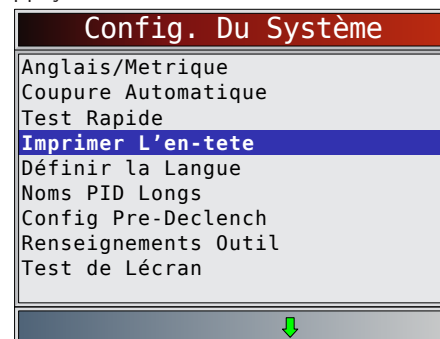 Config. Du Système
Anglais/Metrique
Coupure Automatique
Test Rapide
Imprimer L'en-tete
Définir la Langue
Noms PID Longs
Config Pre-Declench
Renseignements Outil
Test de Lécran